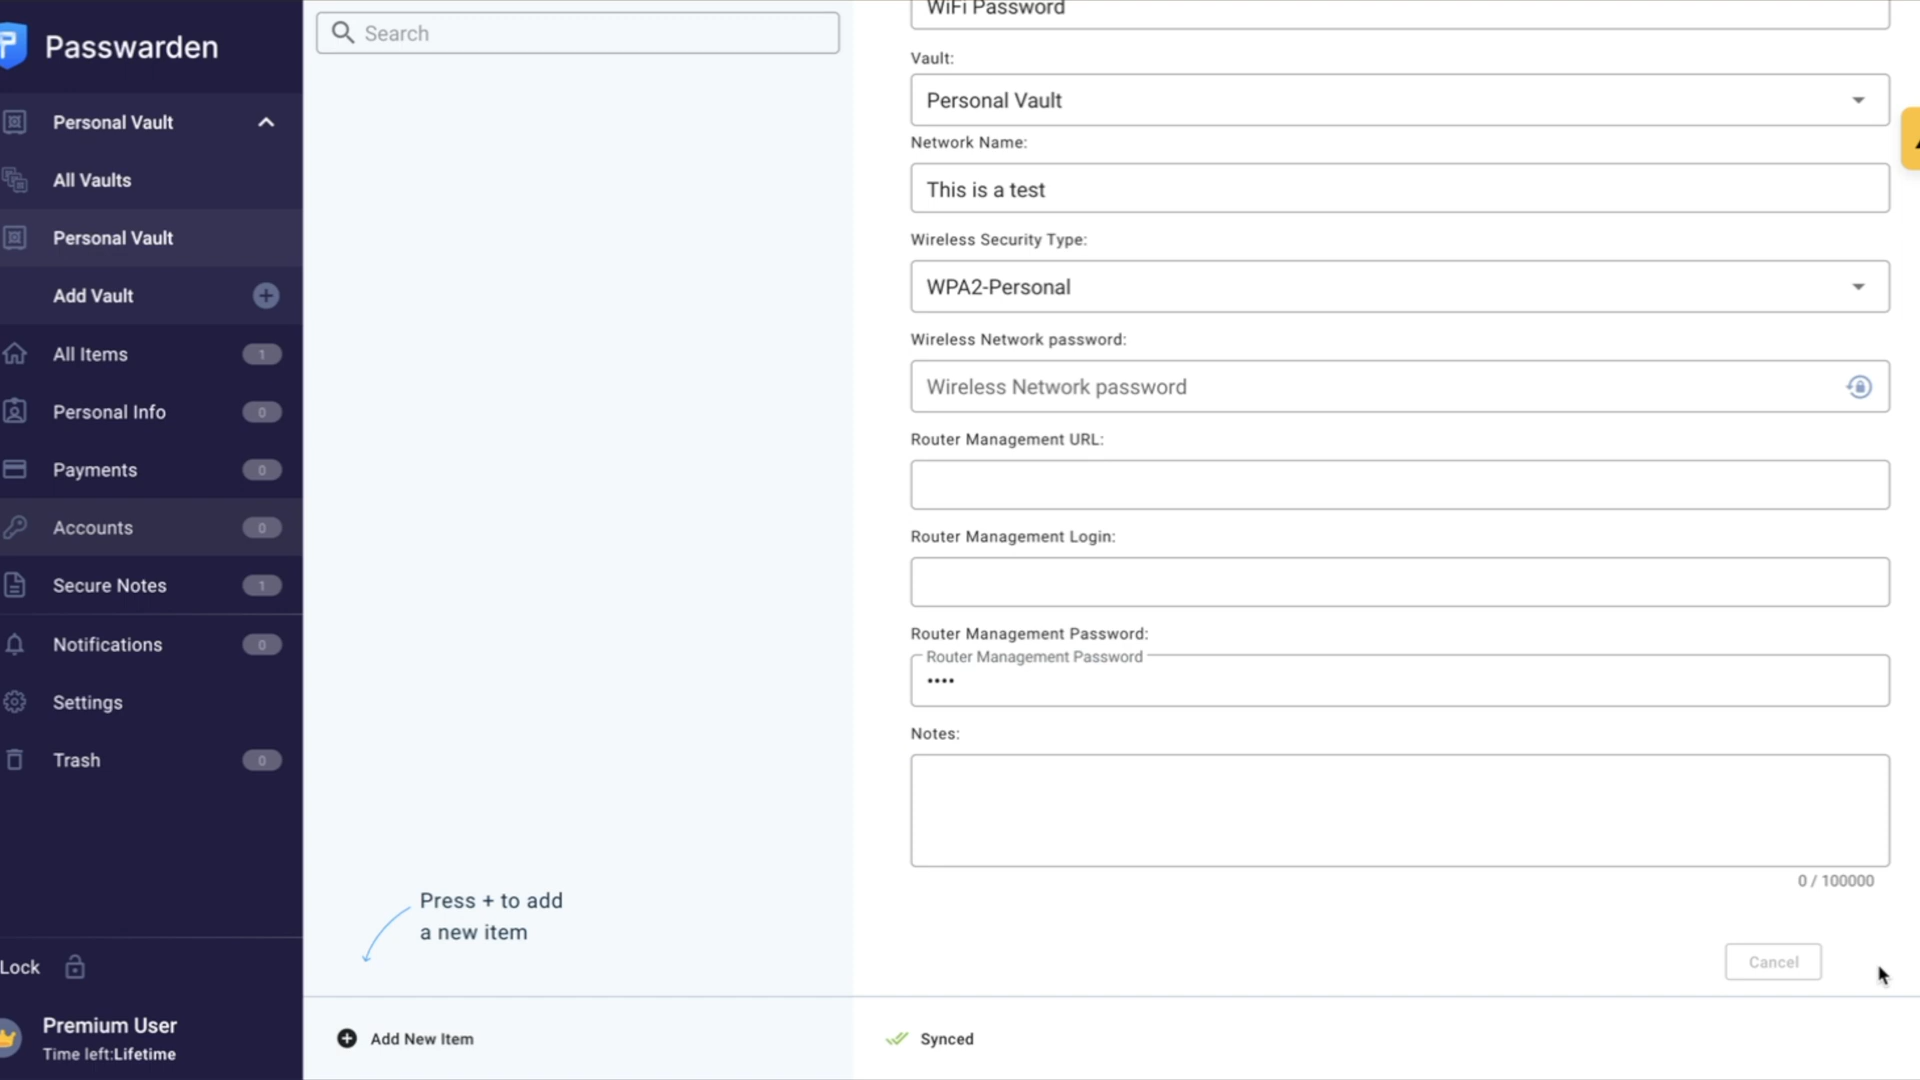 Passwarden
Personal Vault
All Vaults
Personal Vault
Add Vault
All Items 1
Personal Info 0
Payments 0
Accounts 0
Secure Notes 1
Notifications 0
Settings
Trash 0
Lock
Premium User
Time left:Lifetime
Search
Press + to add
a new item
Add New Item
WiFi Password
Vault:
Personal Vault
Network Name:
This is a test
Wireless Security Type:
WPA2-Personal
Wireless Network password:
Wireless Network password
Router Management URL:
Router Management Login:
Router Management Password:
Router Management Password
••••
Notes:
0 / 100000
Cancel
Synced